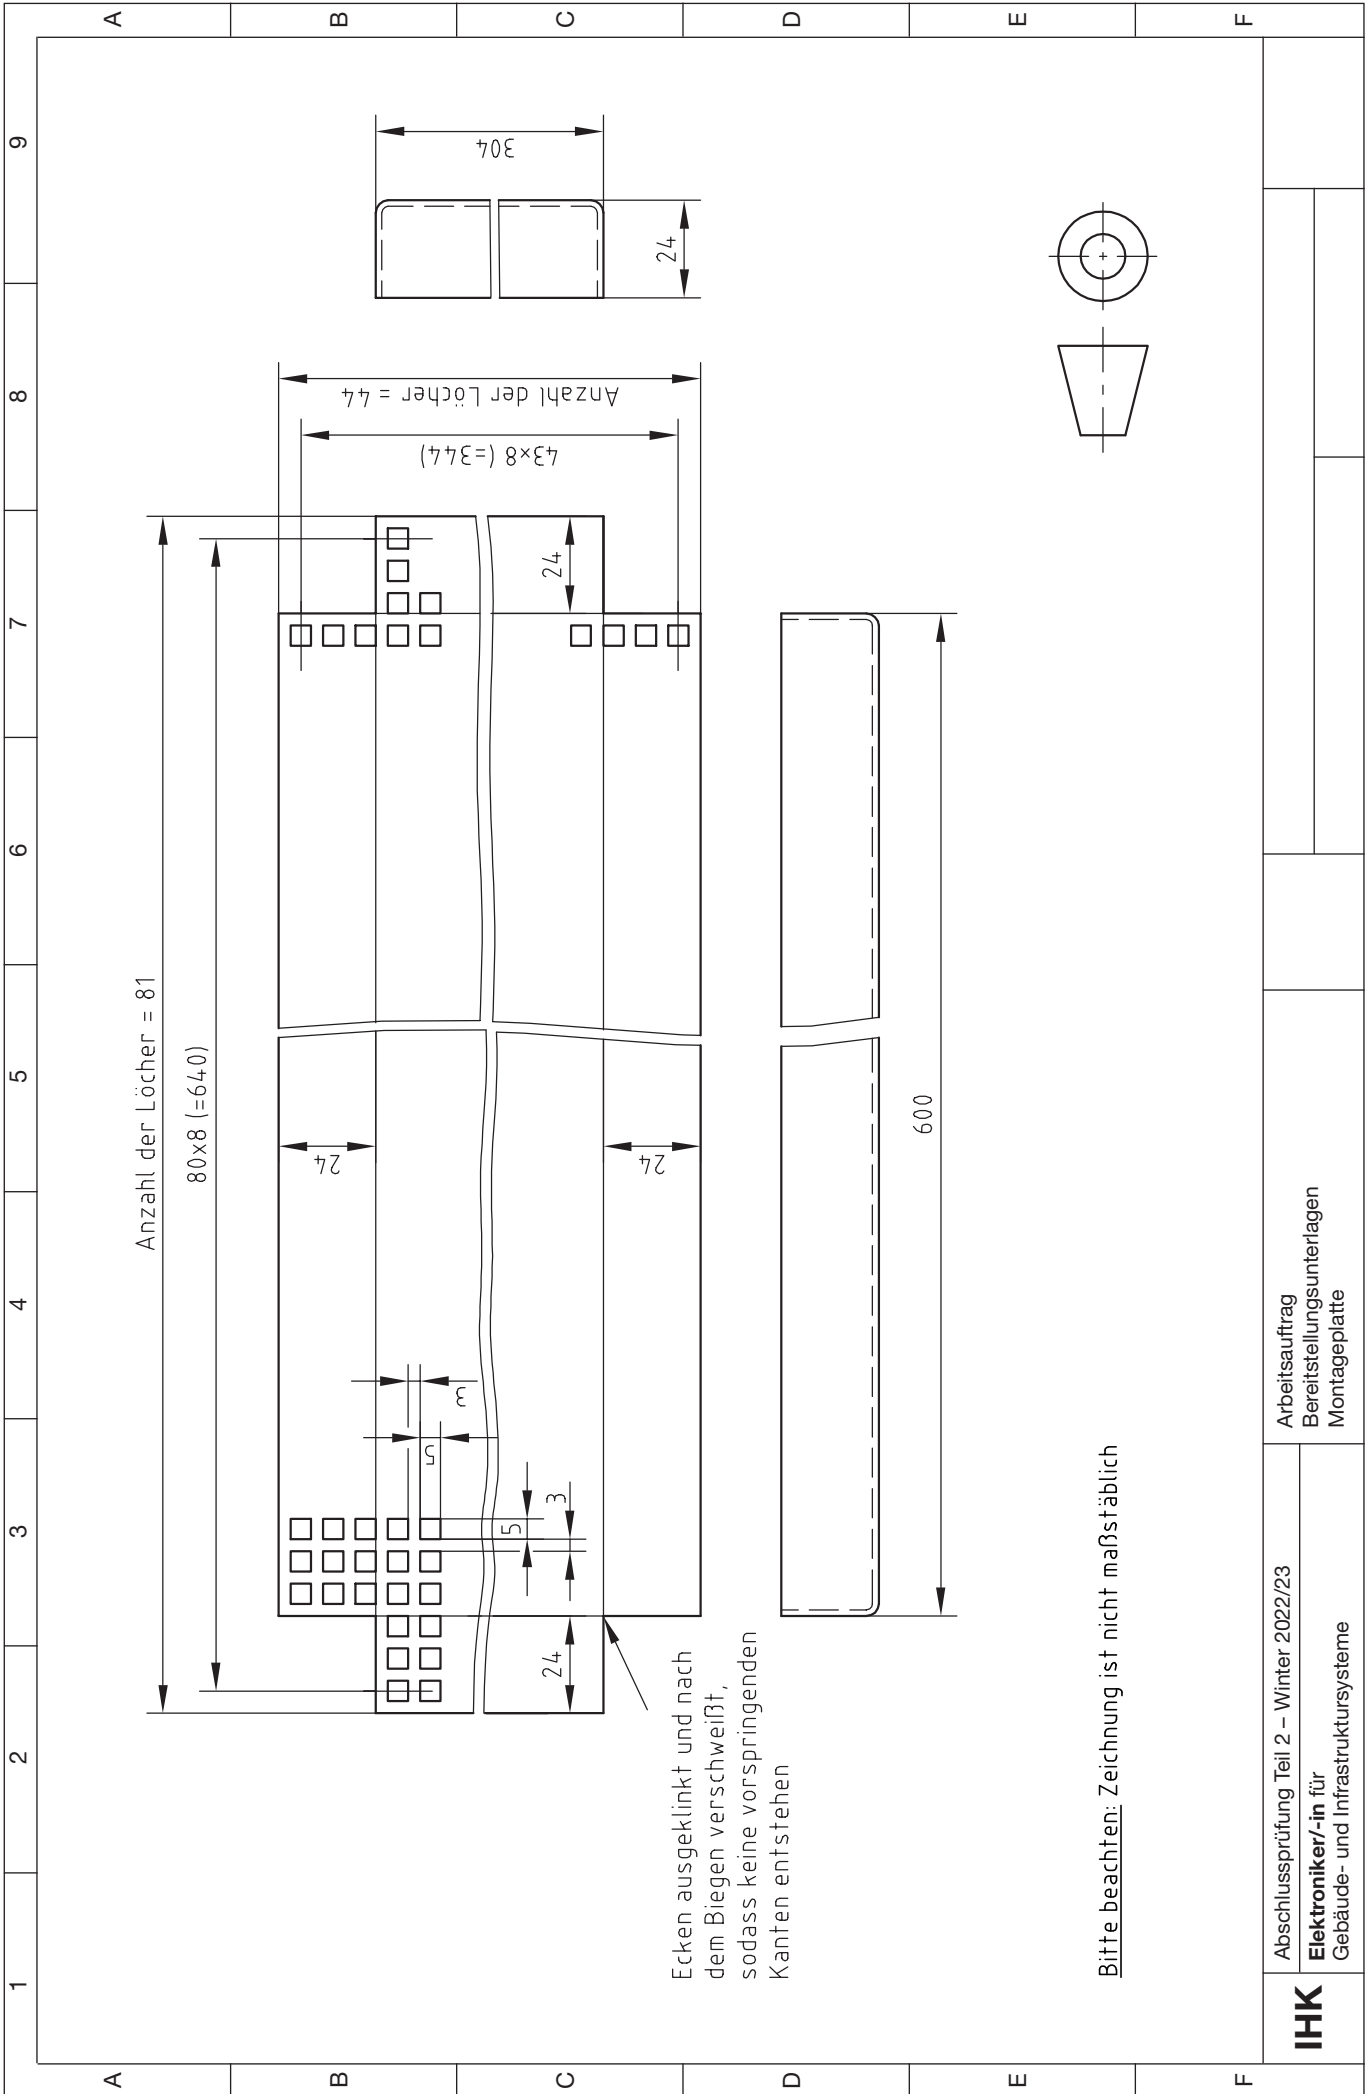 1
2
3
4
5
6
7
8
9
A
B
C
D
E
F
A
B
C
D
E
F
Anzahl der Löcher = 81
80x8 (=640)
24
24
3
5
5
3
24
24
Anzahl der Löcher = 44
43×8 (=344)
304
24
600
Ecken ausgeklinkt und nach
dem Biegen verschweißt,
sodass keine vorspringenden
Kanten entstehen
Bitte beachten: Zeichnung ist nicht maßstäblich
IHK
Abschlussprüfung Teil 2 – Winter 2022/23
Elektroniker/-in für
Gebäude- und Infrastruktursysteme
Arbeitsauftrag
Bereitstellungsunterlagen
Montageplatte